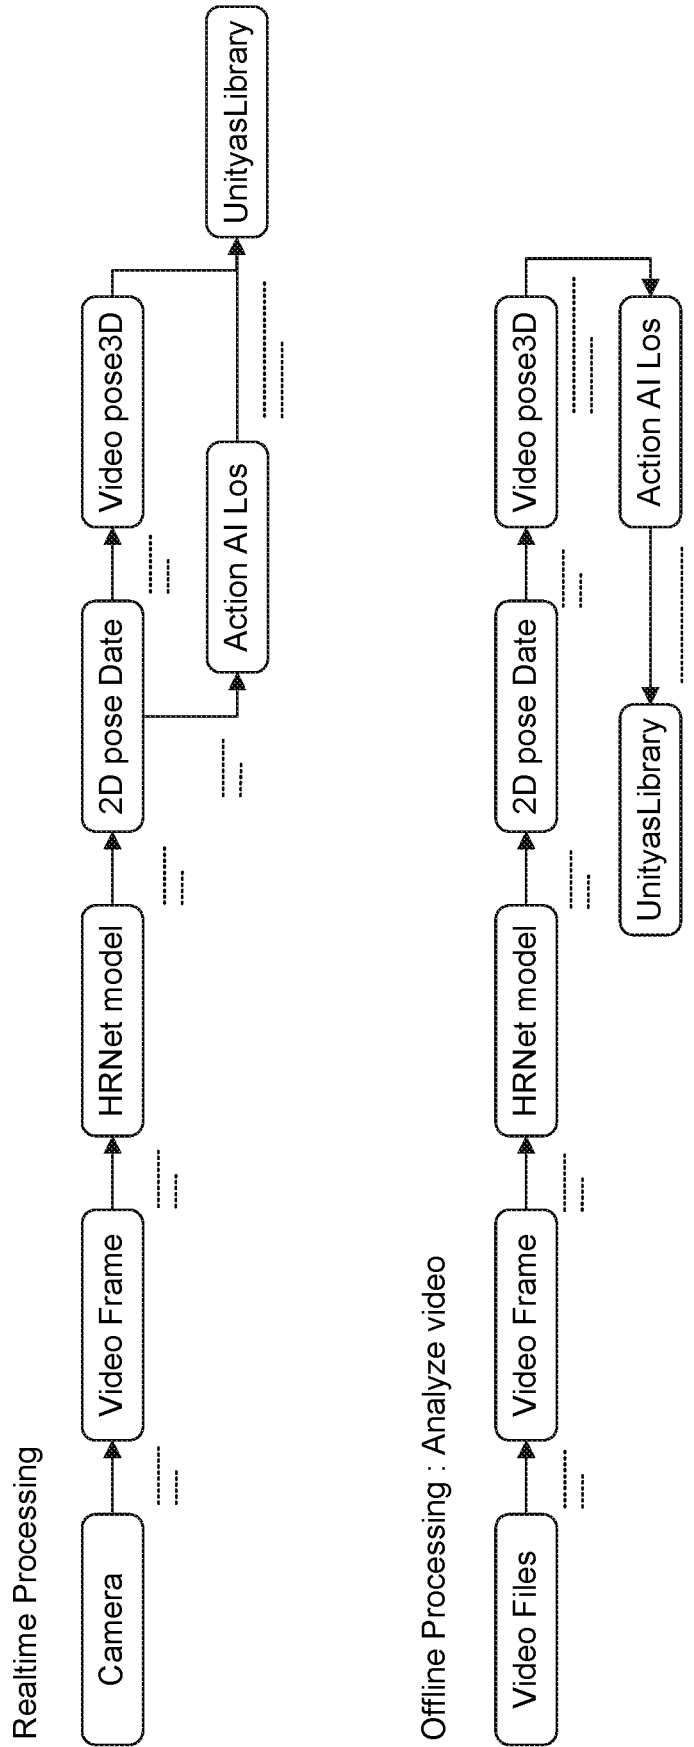 Realtime Processing
Camera
Video Frame
HRNet model
2D pose Date
Video pose3D
Action AI Los
UnityasLibrary
Offline Processing : Analyze video
Video Files
Video Frame
HRNet model
2D pose Date
Video pose3D
Action AI Los
UnityasLibrary